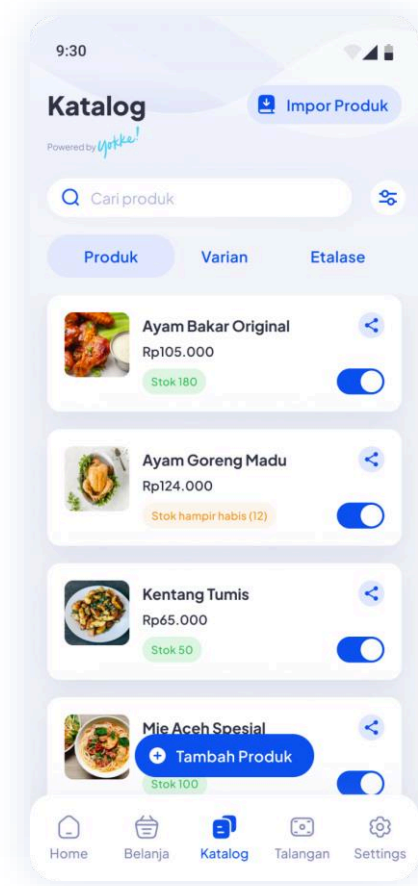 9:30
Katalog
Impor Produk
Powered by yokke!
Cari produk
Produk Varian Etalase
Ayam Bakar Original
Rp105.000
Stok 180
Ayam Goreng Madu
Rp124.000
Stok hampir habis (12)
Kentang Tumis
Rp65.000
Stok 50
Mie Aceh Spesial
Tambah Produk
Stok 100
Home Belanja Katalog Talangan Settings